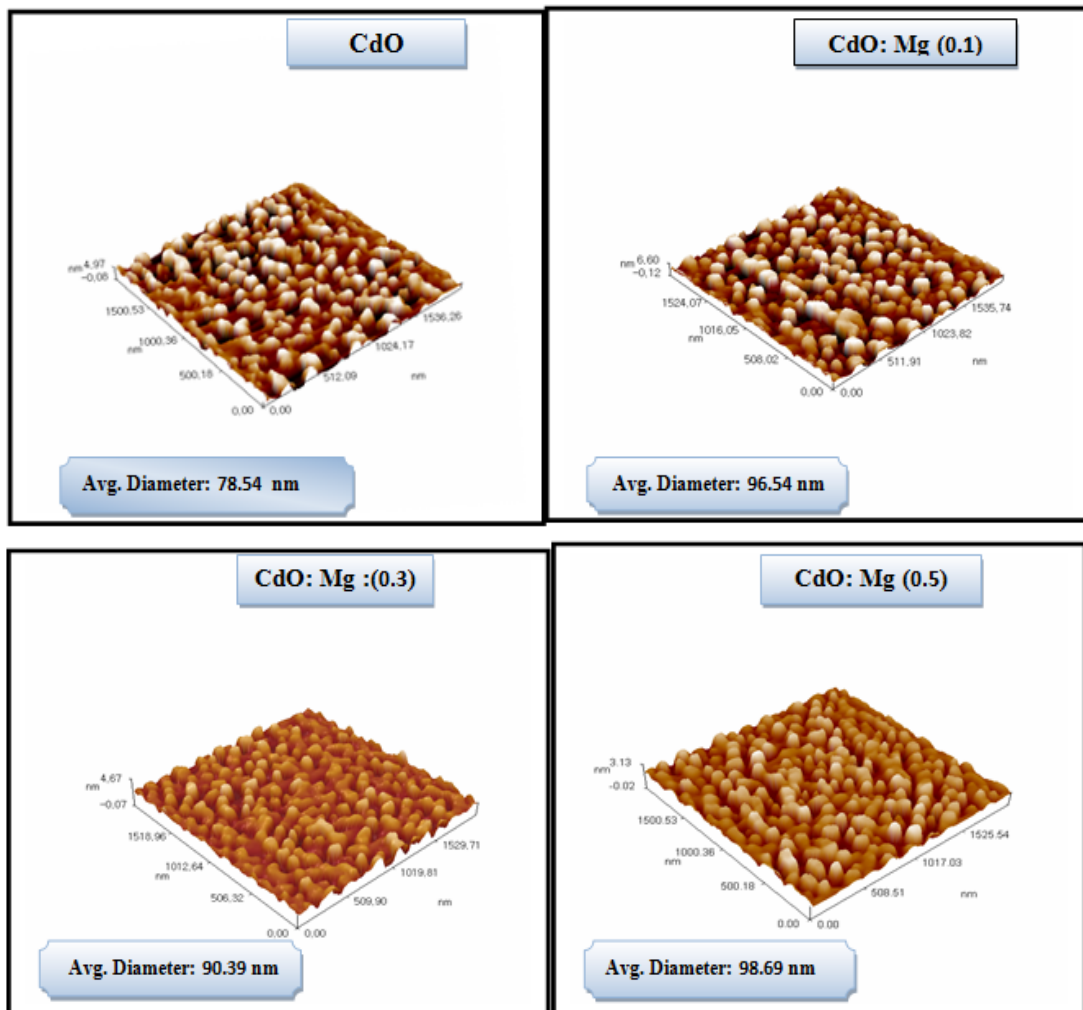 CdO
nm 4.97
-0.08
1500.53
1000.36
nm
500.18
0.00
0.00
512.09
1024.17
1536.26
nm
Avg. Diameter: 78.54 nm
CdO: Mg (0.1)
nm 6.60
-0.12
1524.07
1016.05
nm
508.02
0.00
0.00
511.91
1023.82
1535.74
nm
Avg. Diameter: 96.54 nm
CdO: Mg :(0.3)
nm 4.67
-0.07
1518.96
1012.64
nm
506.32
0.00
0.00
509.90
1019.81
1529.71
nm
Avg. Diameter: 90.39 nm
CdO: Mg (0.5)
nm 3.13
-0.02
1500.53
1000.36
nm
500.18
0.00
0.00
508.51
1017.03
1525.54
nm
Avg. Diameter: 98.69 nm